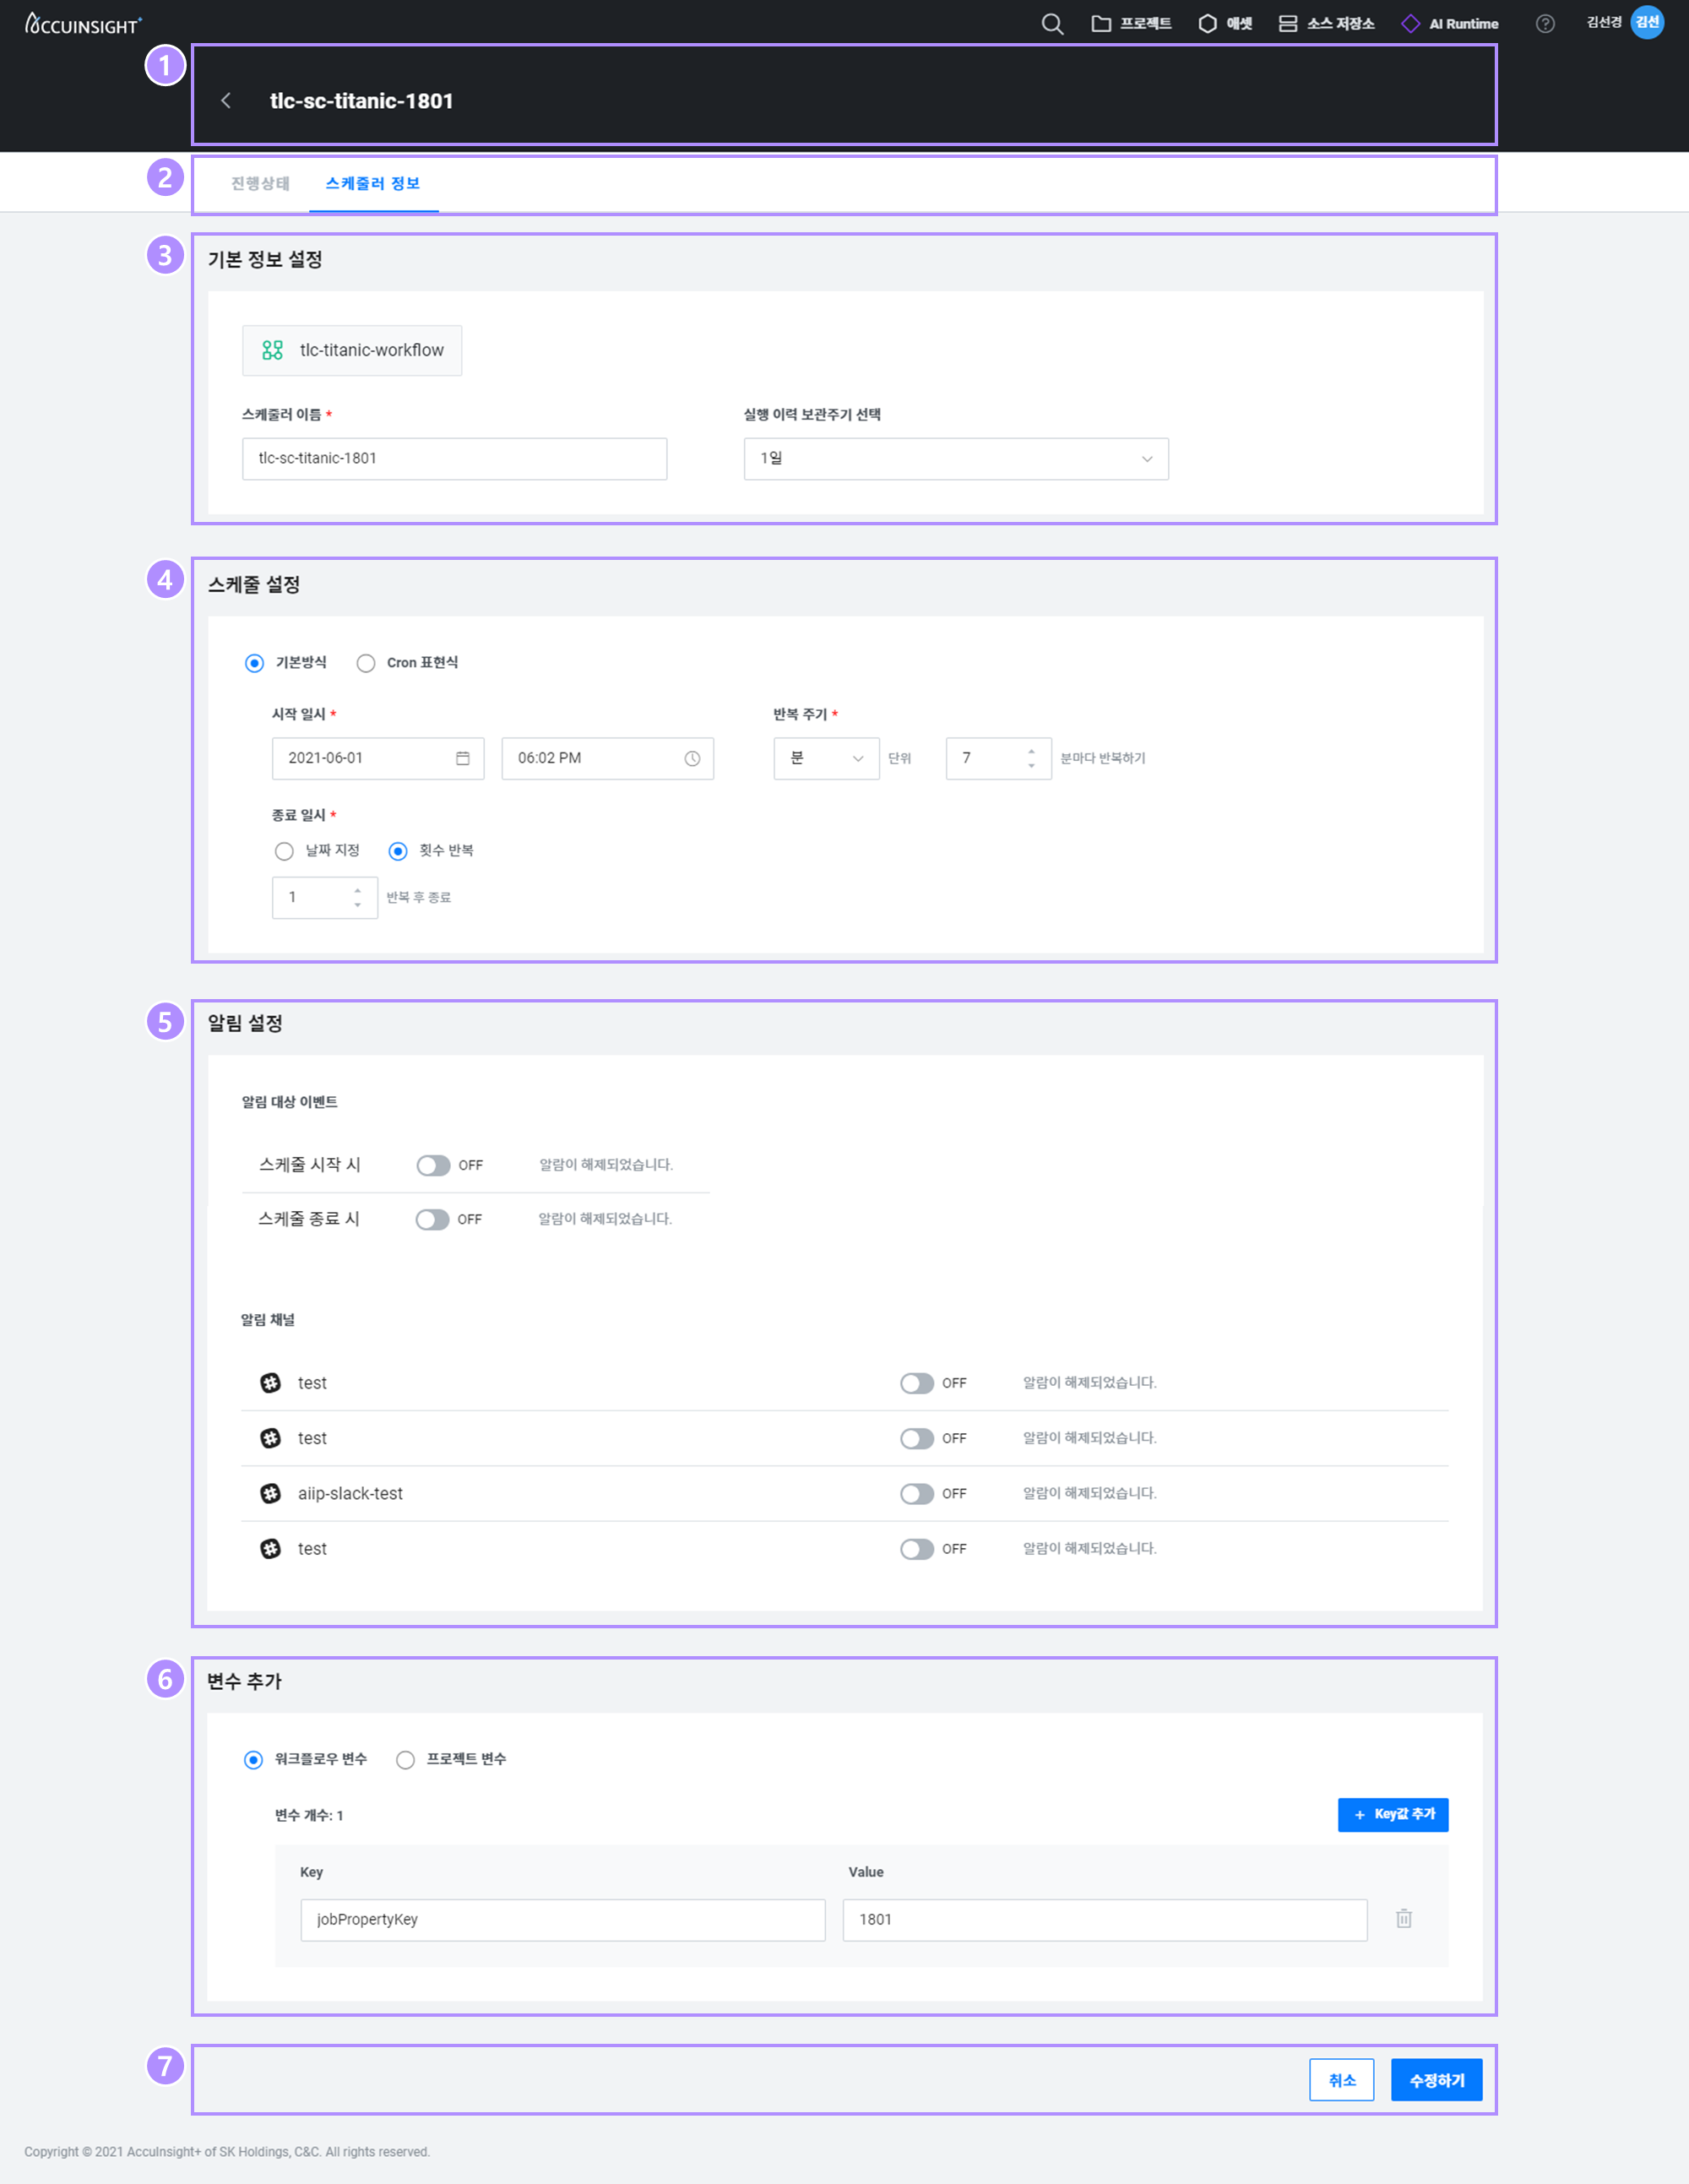 ACCUINSIGHT+
프로젝트
애셋
소스 저장소
AI Runtime
?
김선경
김선
1
tlc-sc-titanic-1801
2
진행상태
스케줄러 정보
3
기본 정보 설정
tlc-titanic-workflow
스케줄러 이름 *
실행 이력 보관주기 선택
tlc-sc-titanic-1801
1일
4
스케줄 설정
기본방식
Cron 표현식
시작 일시 *
반복 주기 *
2021-06-01
06:02 PM
분
단위
7
분마다 반복하기
종료 일시 *
날짜 지정
횟수 반복
1
반복 후 종료
5
알림 설정
알림 대상 이벤트
스케줄 시작 시
OFF
알람이 해제되었습니다.
스케줄 종료 시
OFF
알람이 해제되었습니다.
알림 채널
test
OFF
알람이 해제되었습니다.
test
OFF
알람이 해제되었습니다.
aiip-slack-test
OFF
알람이 해제되었습니다.
test
OFF
알람이 해제되었습니다.
6
변수 추가
워크플로우 변수
프로젝트 변수
변수 개수: 1
+ Key값 추가
Key
Value
jobPropertyKey
1801
7
취소
수정하기
Copyright © 2021 AccuInsight+ of SK Holdings, C&C. All rights reserved.